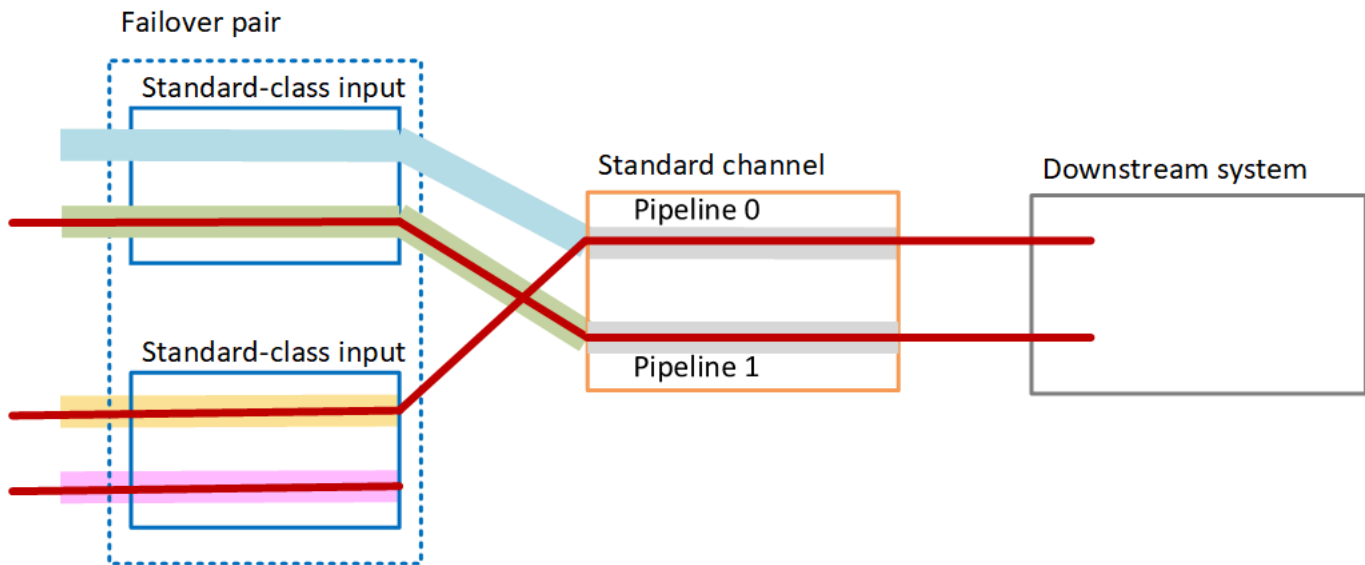 Failover pair
Standard-class input
Standard channel
Downstream system
Pipeline 0
Standard-class input
Pipeline 1